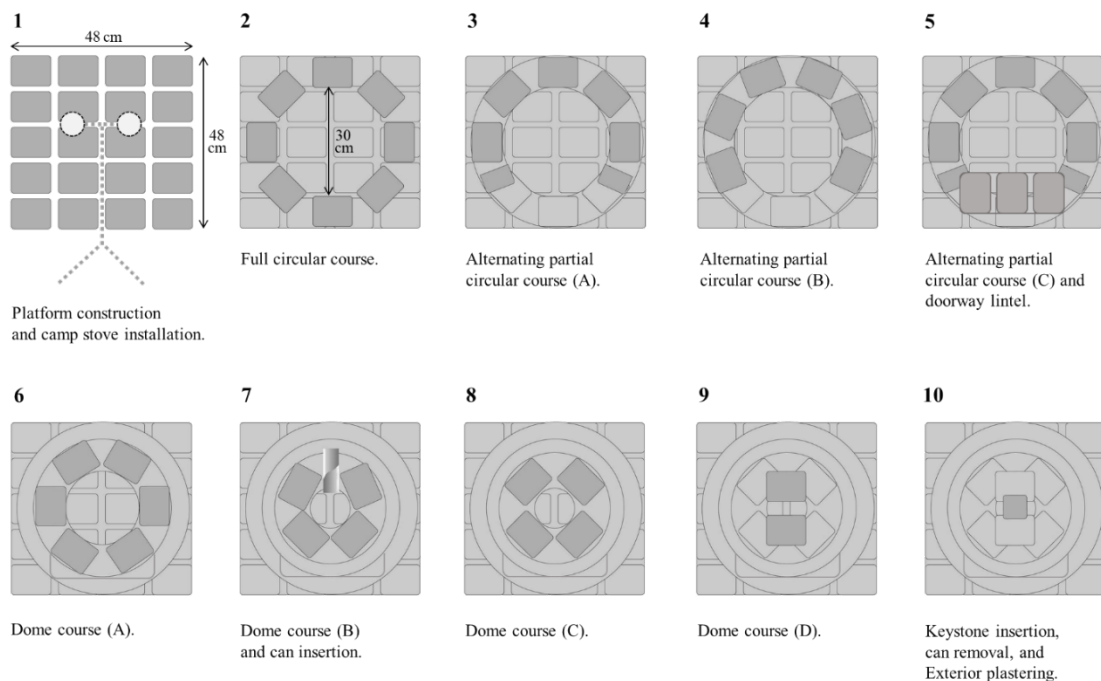 1
48 cm
48
cm
Platform construction
and camp stove installation.
2
30
cm
Full circular course.
3
Alternating partial
circular course (A).
4
Alternating partial
circular course (B).
5
Alternating partial
circular course (C) and
doorway lintel.
6
Dome course (A).
7
Dome course (B)
and can insertion.
8
Dome course (C).
9
Dome course (D).
10
Keystone insertion,
can removal, and
Exterior plastering.